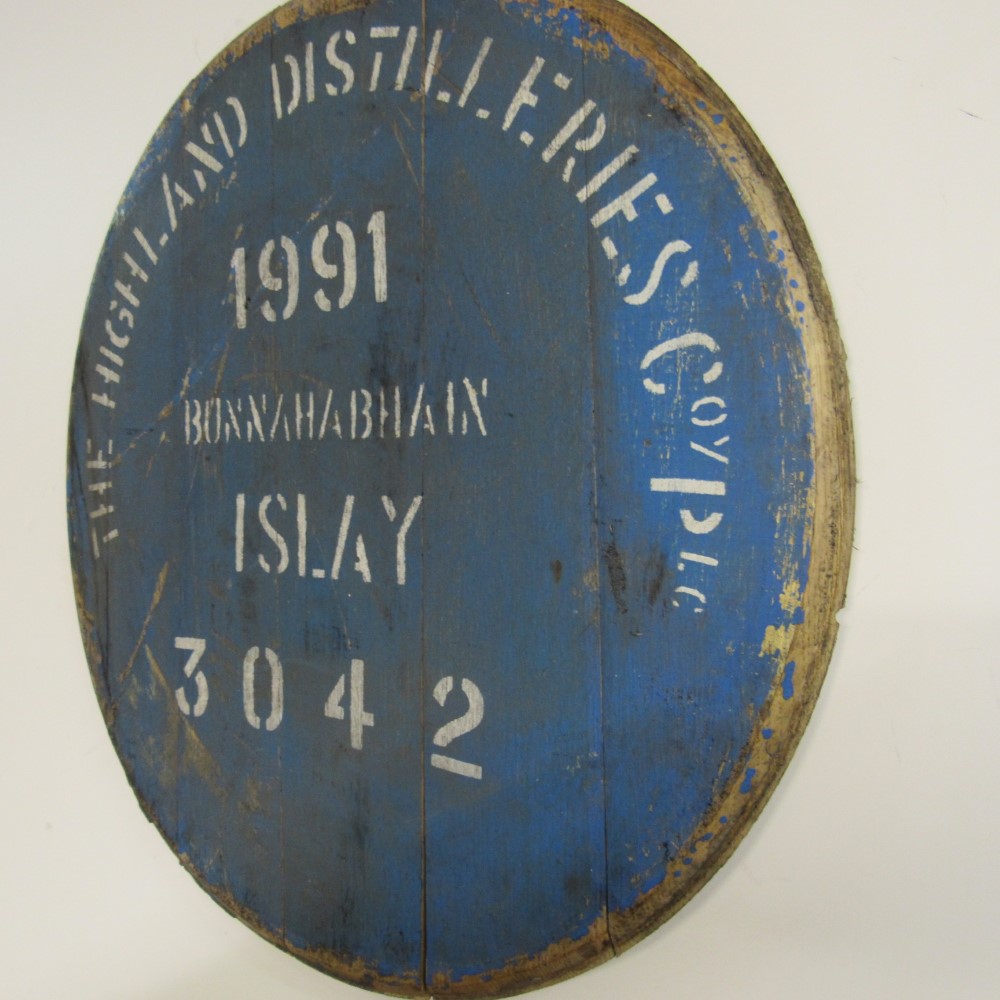 THE HIGHLAND DISTILLERIES Coy PLC
1991
BUNNAHABHAIN
ISLAY
3042